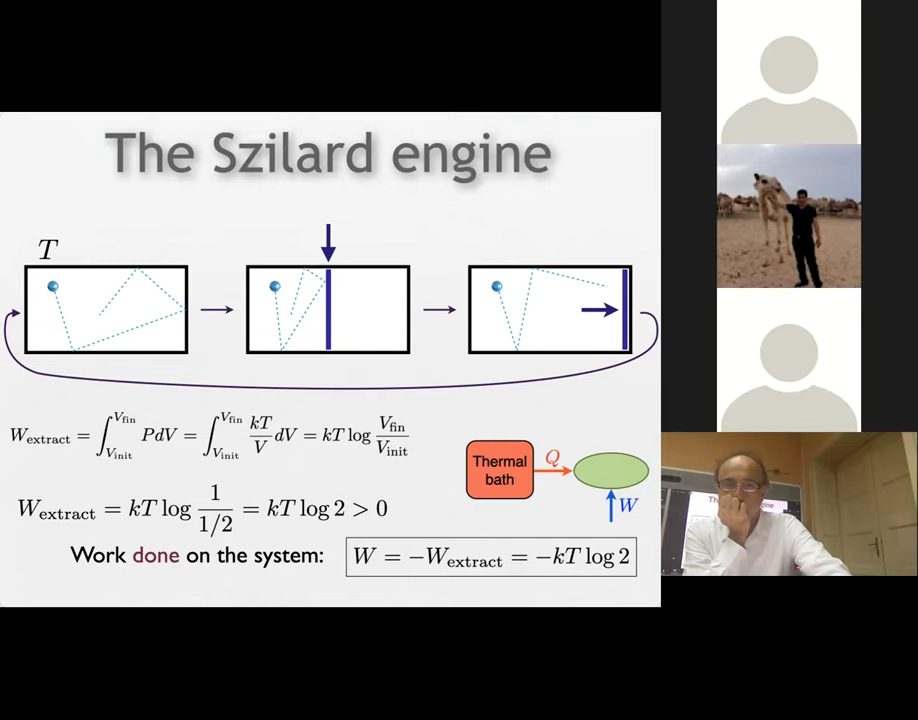 The Szilard engine
T
W_extract = ∫_{V_init}^{V_fin} PdV = ∫_{V_init}^{V_fin} kT/V dV = kT log V_fin/V_init
Thermal bath
Q
W
W_extract = kT log 1/(1/2) = kT log 2 > 0
Work done on the system: W = −W_extract = −kT log 2